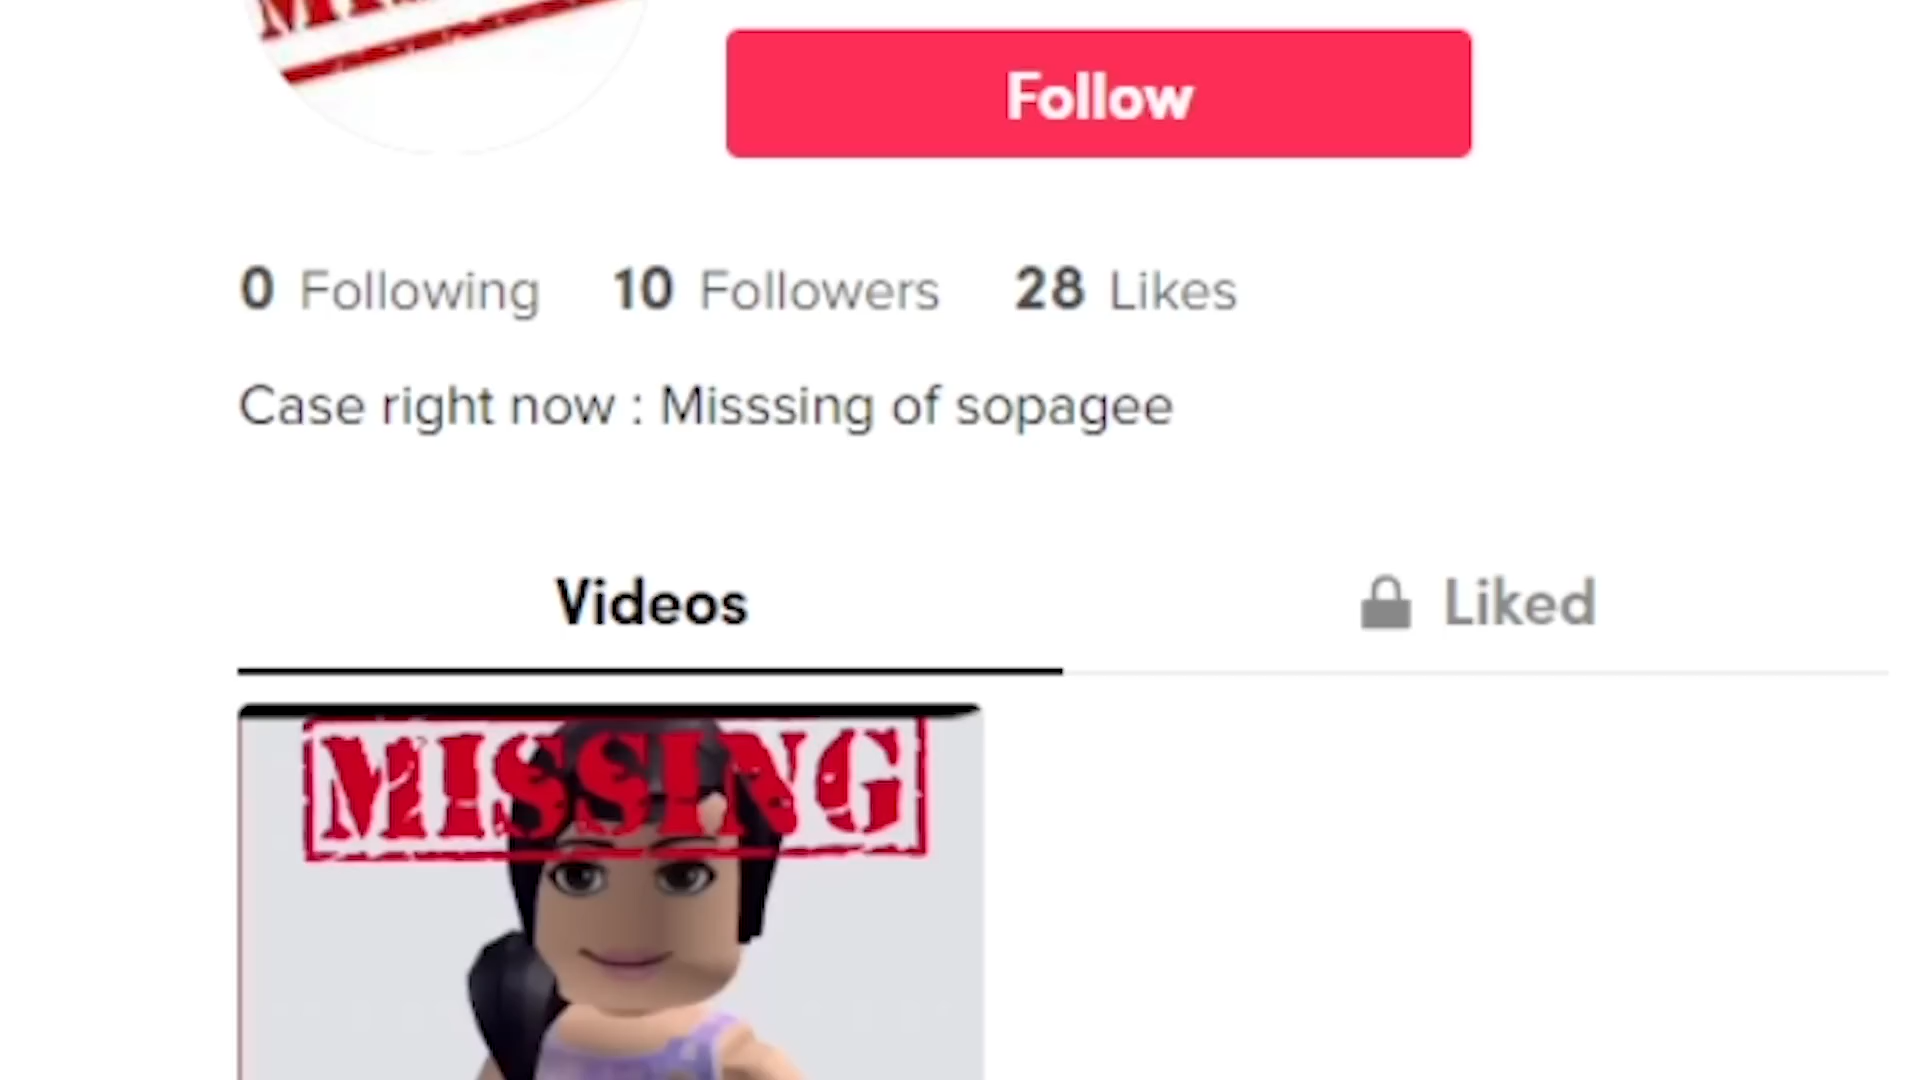 Follow
0 Following 10 Followers 28 Likes
Case right now : Misssing of sopagee
Videos Liked
MISSING